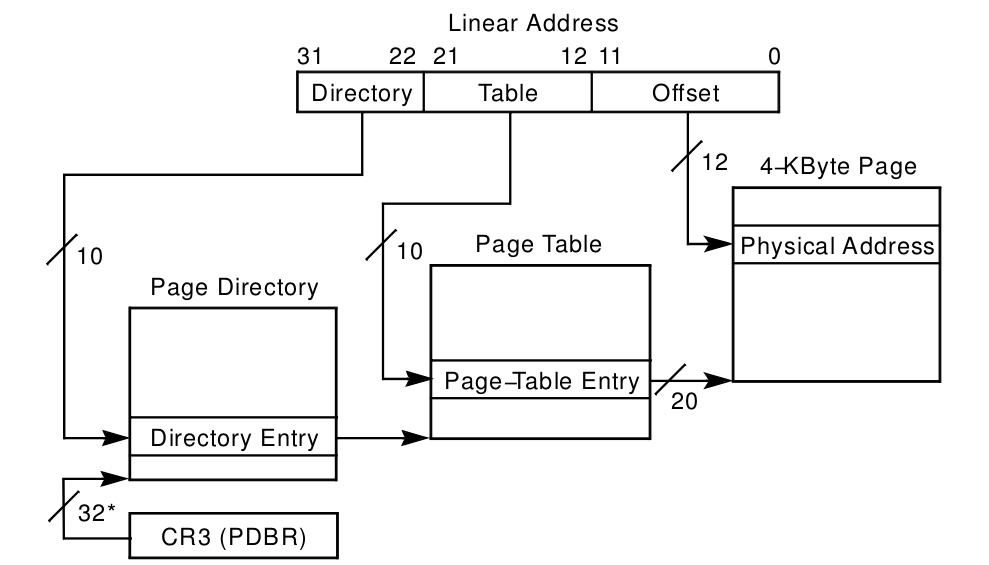 Linear Address
31 22 21 12 11 0
Directory Table Offset
12
4–KByte Page
10
10
Page Table
Physical Address
Page Directory
Page–Table Entry
20
Directory Entry
32*
CR3 (PDBR)